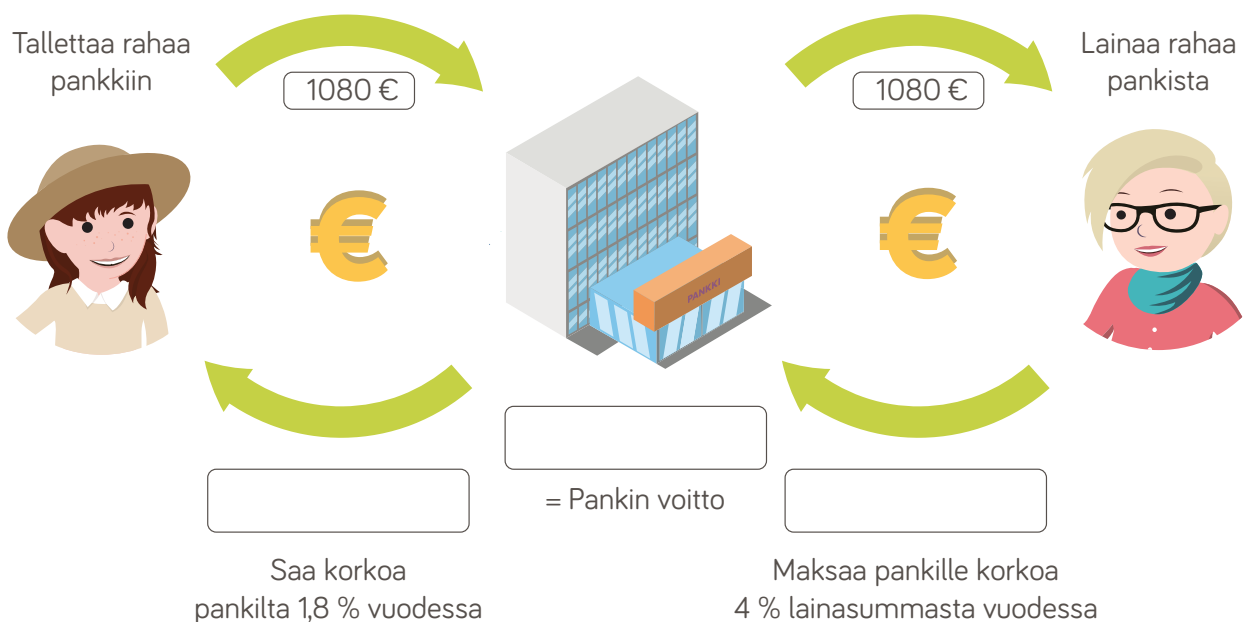 Tallettaa rahaa
pankkiin
1080 €
1080 €
Lainaa rahaa
pankista
PANKKI
= Pankin voitto
Saa korkoa
pankilta 1,8 % vuodessa
Maksaa pankille korkoa
4 % lainasummasta vuodessa